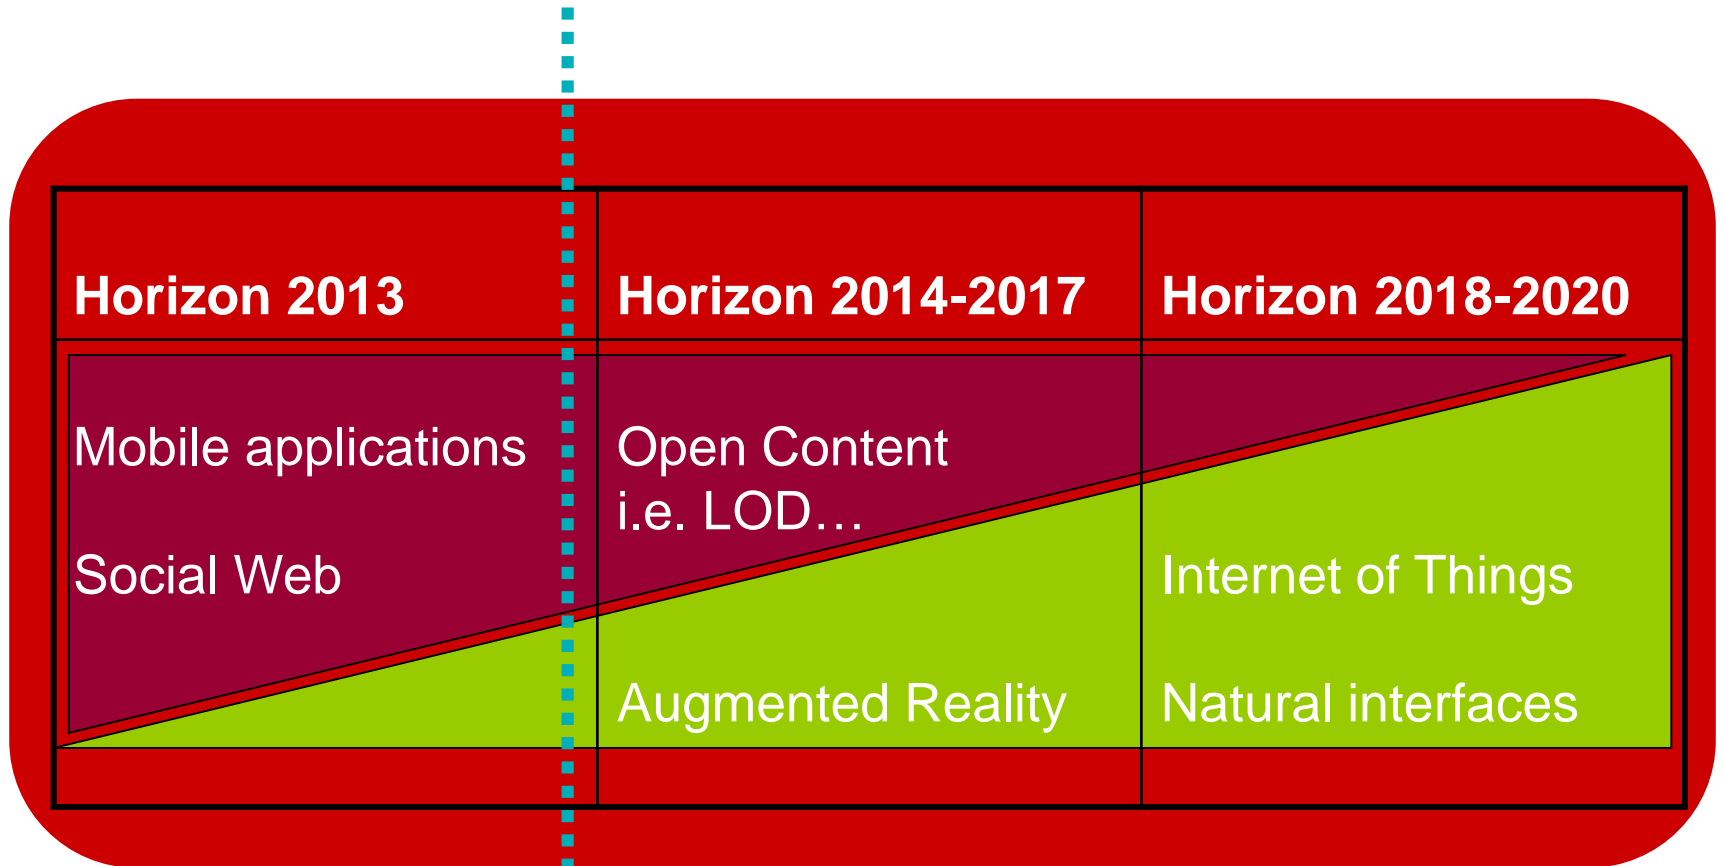 Horizon 2013
Horizon 2014-2017
Horizon 2018-2020
Mobile applications
Social Web
Open Content
i.e. LOD…
Augmented Reality
Internet of Things
Natural interfaces